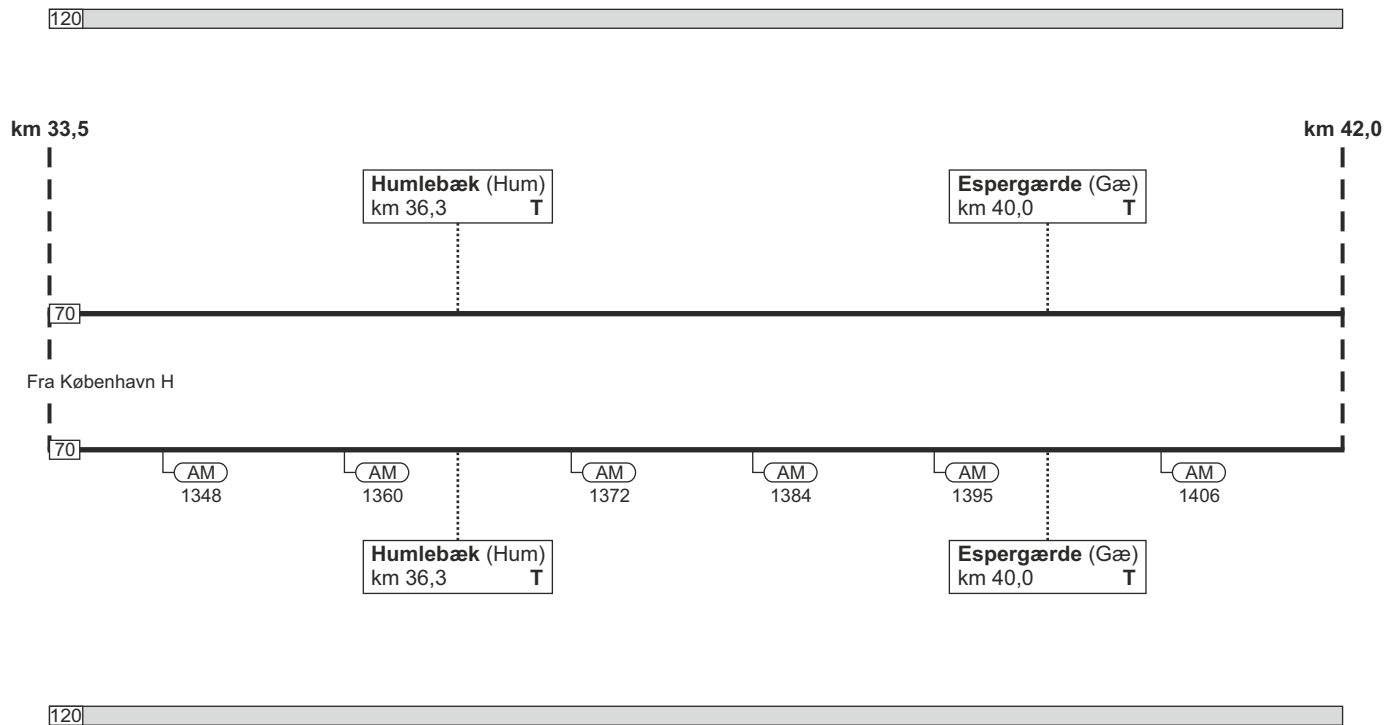 120
km 33,5
km 42,0
Humlebæk (Hum)
km 36,3 T
Espergærde (Gæ)
km 40,0 T
70
Fra København H
70
AM
1348
AM
1360
AM
1372
AM
1384
AM
1395
AM
1406
Humlebæk (Hum)
km 36,3 T
Espergærde (Gæ)
km 40,0 T
120